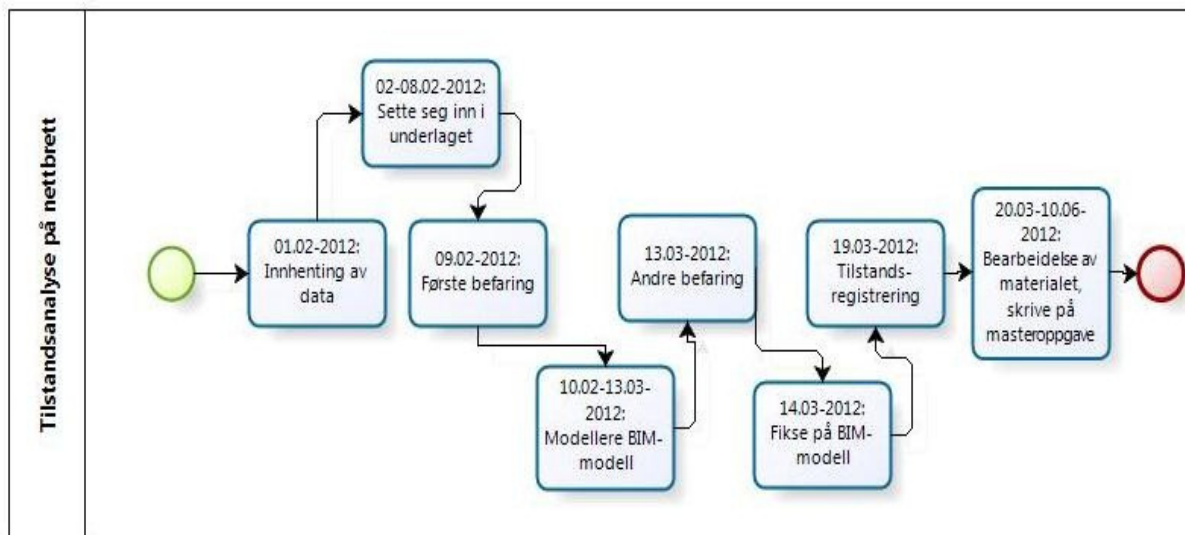 Tilstandsanalyse på nettbrett
01.02-2012:
Innhenting av
data
02-08.02-2012:
Sette seg inn i
underlaget
09.02-2012:
Første befaring
10.02-13.03-
2012:
Modellere BIM-
modell
13.03-2012:
Andre befaring
14.03-2012:
Fikse på BIM-
modell
19.03-2012:
Tilstands-
registrering
20.03-10.06-
2012:
Bearbeidelse av
materialet,
skrive på
masteroppgave